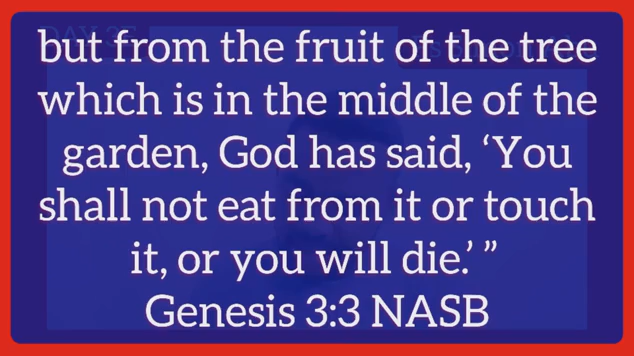 but from the fruit of the tree
which is in the middle of the
garden, God has said, ‘You
shall not eat from it or touch
it, or you will die.’ ”
Genesis 3:3 NASB